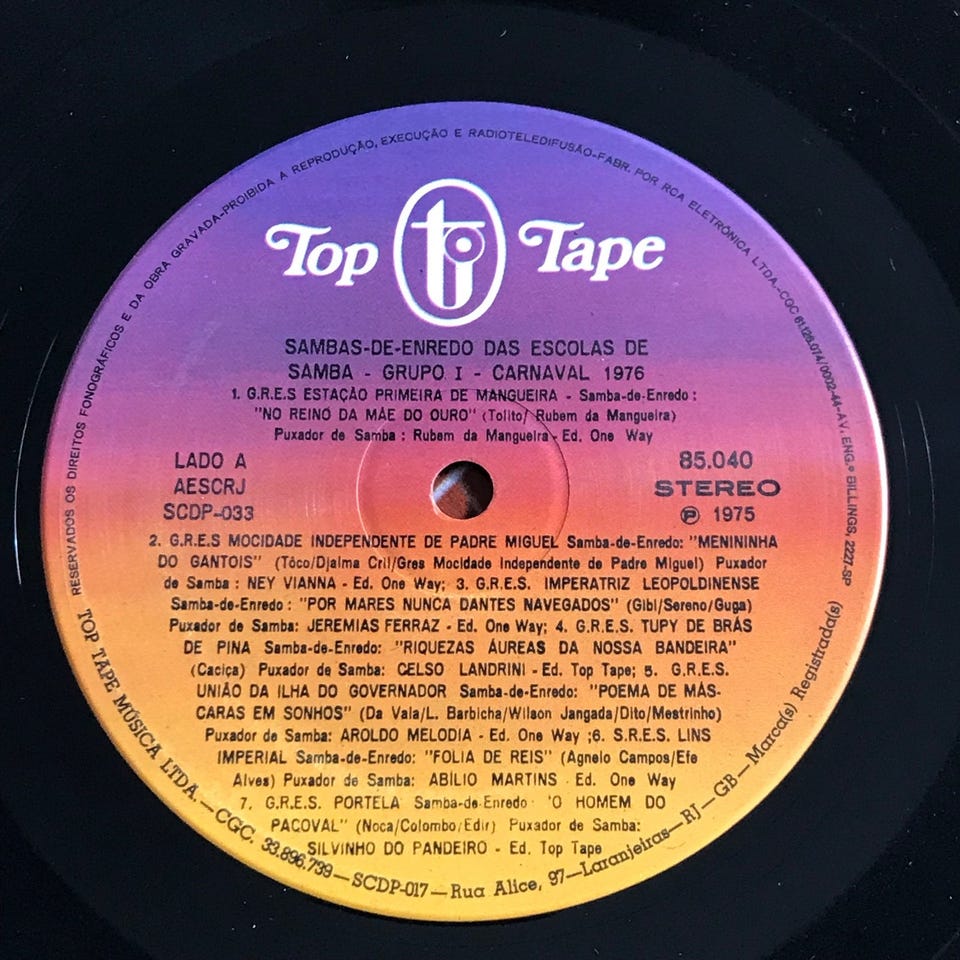 RESERVADOS OS DIREITOS FONOGRÁFICOS E DA OBRA GRAVADA-PROIBIDA A REPRODUÇÃO, EXECUÇÃO E RADIOTELEDIFUSÃO-FABR. POR RCA ELETRÔNICA LTDA.-CGC 61.126.074/0002-44-AV. ENG.º BILLINGS, 2227-SP
Top Tape
SAMBAS-DE-ENREDO DAS ESCOLAS DE
SAMBA - GRUPO I - CARNAVAL 1976
1. G.R.E.S ESTAÇÃO PRIMEIRA DE MANGUEIRA - Samba-de-Enredo:
"NO REINO DA MÃE DO OURO" (Tolito/ Rubem da Mangueira)
Puxador de Samba: Rubem da Mangueira - Ed. One Way
LADO A
AESCRJ
SCDP-033
85.040
STEREO
℗ 1975
2. G.R.E.S MOCIDADE INDEPENDENTE DE PADRE MIGUEL Samba-de-Enredo: "MENININHA
DO GANTOIS" (Tôco/Djalma Cril/Gres Mocidade Independente de Padre Miguel) Puxador
de Samba: NEY VIANNA - Ed. One Way; 3. G.R.E.S. IMPERATRIZ LEOPOLDINENSE
Samba-de-Enredo: "POR MARES NUNCA DANTES NAVEGADOS" (Gibi/Sereno/Guga)
Puxador de Samba: JEREMIAS FERRAZ - Ed. One Way; 4. G.R.E.S. TUPY DE BRÁS
DE PINA Samba-de-Enredo: "RIQUEZAS ÁUREAS DA NOSSA BANDEIRA"
(Caciça) Puxador de Samba: CELSO LANDRINI - Ed. Top Tape; 5. G.R.E.S.
UNIÃO DA ILHA DO GOVERNADOR Samba-de-Enredo: "POEMA DE MÁS-
CARAS EM SONHOS" (Da Vala/L. Barbicha/Wilson Jangada/Dito/Mestrinho)
Puxador de Samba: AROLDO MELODIA - Ed. One Way ;6. S.R.E.S. LINS
IMPERIAL Samba-de-Enredo: "FOLIA DE REIS" (Agnelo Campos/Efe
Alves) Puxador de Samba: ABÍLIO MARTINS - Ed. One Way
7. G.R.E.S. PORTELA Samba-de-Enredo: 'O HOMEM DO
PACOVAL" (Noca/Colombo/Edir) Puxador de Samba:
SILVINHO DO PANDEIRO - Ed. Top Tape
TOP TAPE MÚSICA LTDA.—CGC. 33.896.739—SCDP-017—Rua Alice, 97—Laranjeiras—RJ—GB—Marca(s) Registrada(s)